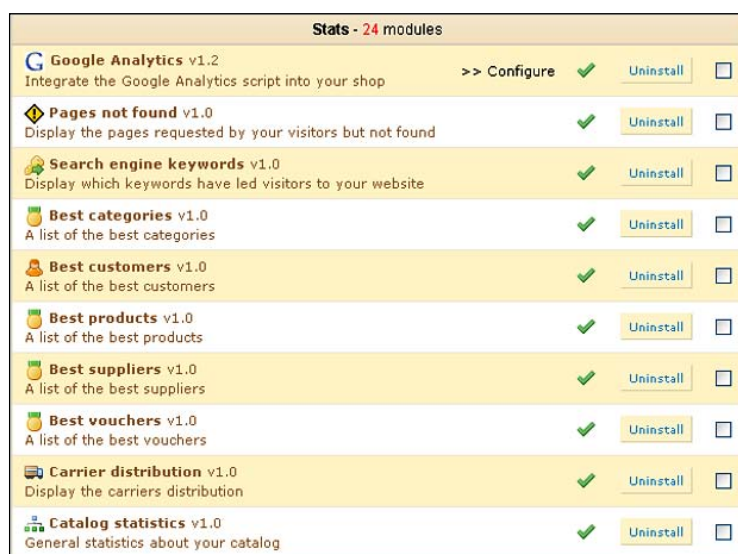 Stats - 24 modules
Google Analytics v1.2
Integrate the Google Analytics script into your shop
>> Configure
Uninstall
Pages not found v1.0
Display the pages requested by your visitors but not found
Uninstall
Search engine keywords v1.0
Display which keywords have led visitors to your website
Uninstall
Best categories v1.0
A list of the best categories
Uninstall
Best customers v1.0
A list of the best customers
Uninstall
Best products v1.0
A list of the best products
Uninstall
Best suppliers v1.0
A list of the best suppliers
Uninstall
Best vouchers v1.0
A list of the best vouchers
Uninstall
Carrier distribution v1.0
Display the carriers distribution
Uninstall
Catalog statistics v1.0
General statistics about your catalog
Uninstall